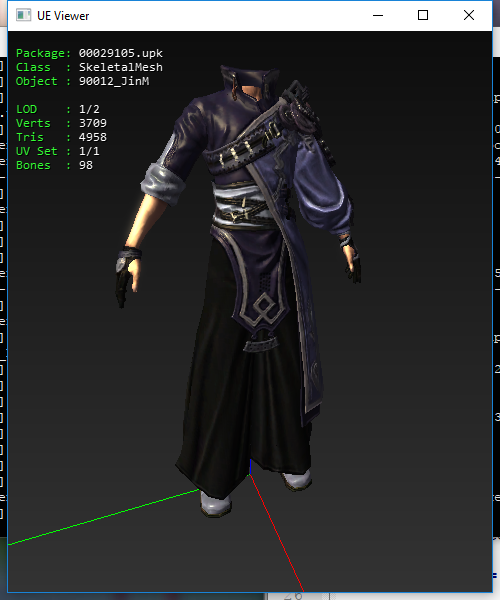 UE Viewer
Package: 00029105.upk
Class : SkeletalMesh
Object : 90012_JinM
LOD : 1/2
Verts : 3709
Tris : 4958
UV Set : 1/1
Bones : 98